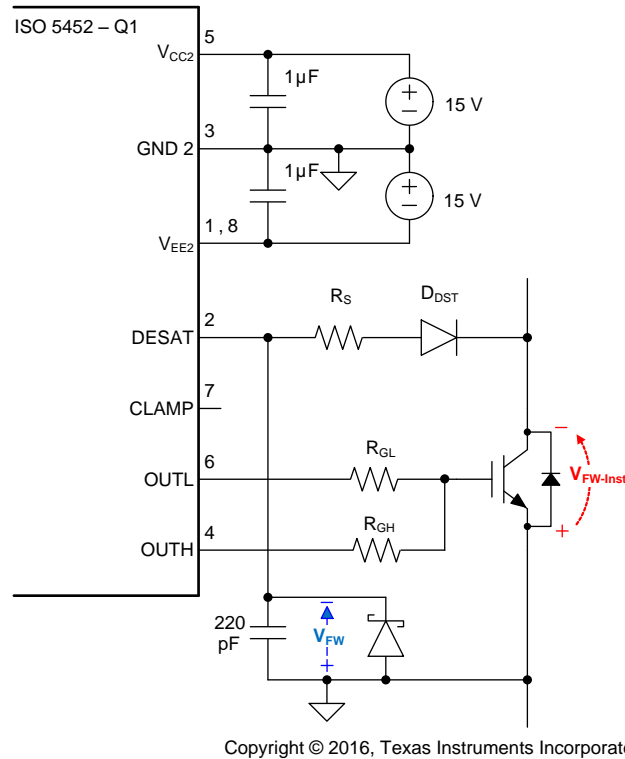 ISO 5452 – Q1
5
V_CC2
1µF
+
–
15 V
3
GND 2
1µF
+
–
15 V
1 , 8
V_EE2
R_S
D_DST
2
DESAT
7
CLAMP
–
R_GL
6
OUTL
V_FW-Inst
R_GH
4
OUTH
+
220
pF
–
V_FW
+
Copyright © 2016, Texas Instruments Incorporate